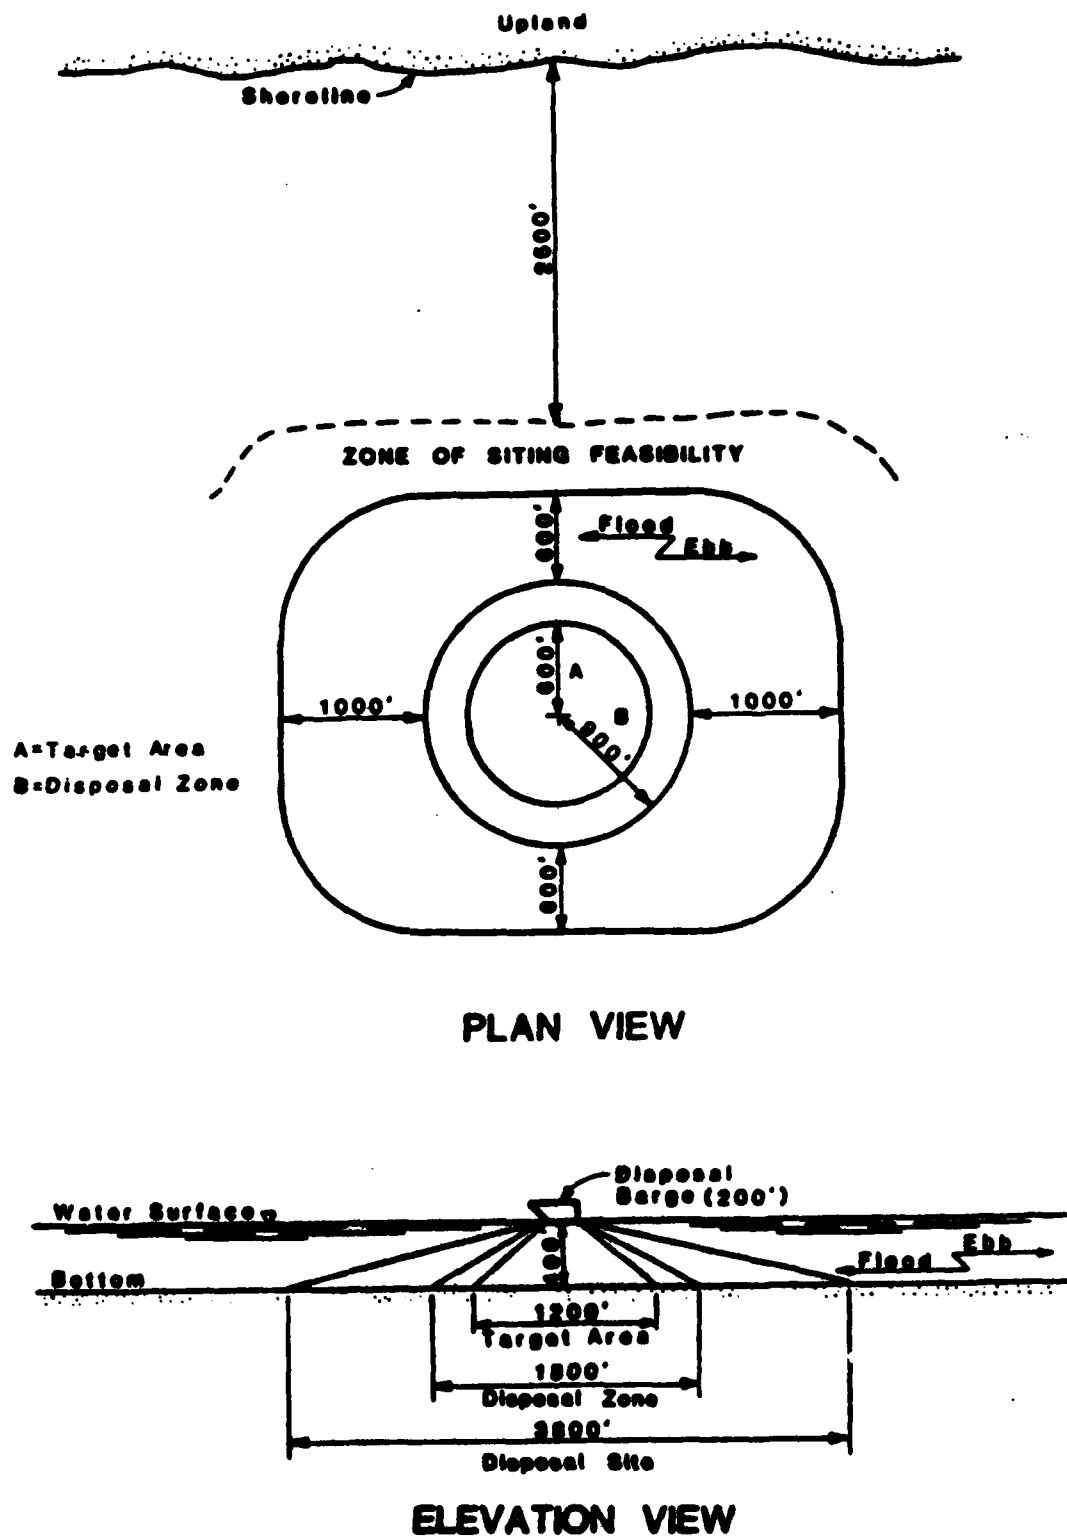 Upland
Shoreline
2500'
ZONE OF SITING FEASIBILITY
600'
Flood
Ebb
600'
A
B
1000'
1000'
900'
A=Target Area
B=Disposal Zone
600'
PLAN VIEW
Disposal
Barge (200')
Water Surface
400'
Ebb
Flood
Bottom
1200'
Target Area
1800'
Disposal Zone
3800'
Disposal Site
ELEVATION VIEW